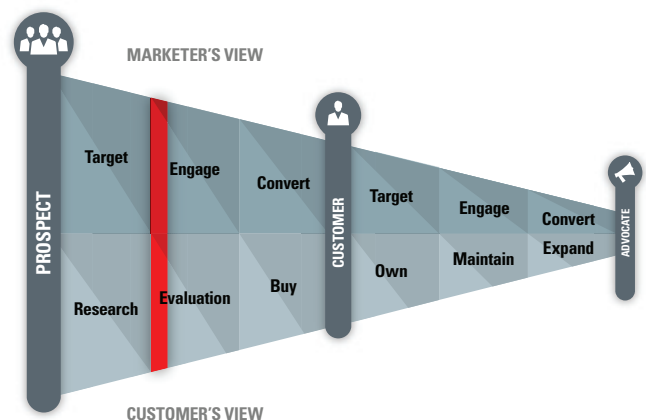 MARKETER'S VIEW
PROSPECT
Target
Engage
Convert
CUSTOMER
Target
Engage
Convert
ADVOCATE
Research
Evaluation
Buy
Own
Maintain
Expand
CUSTOMER'S VIEW